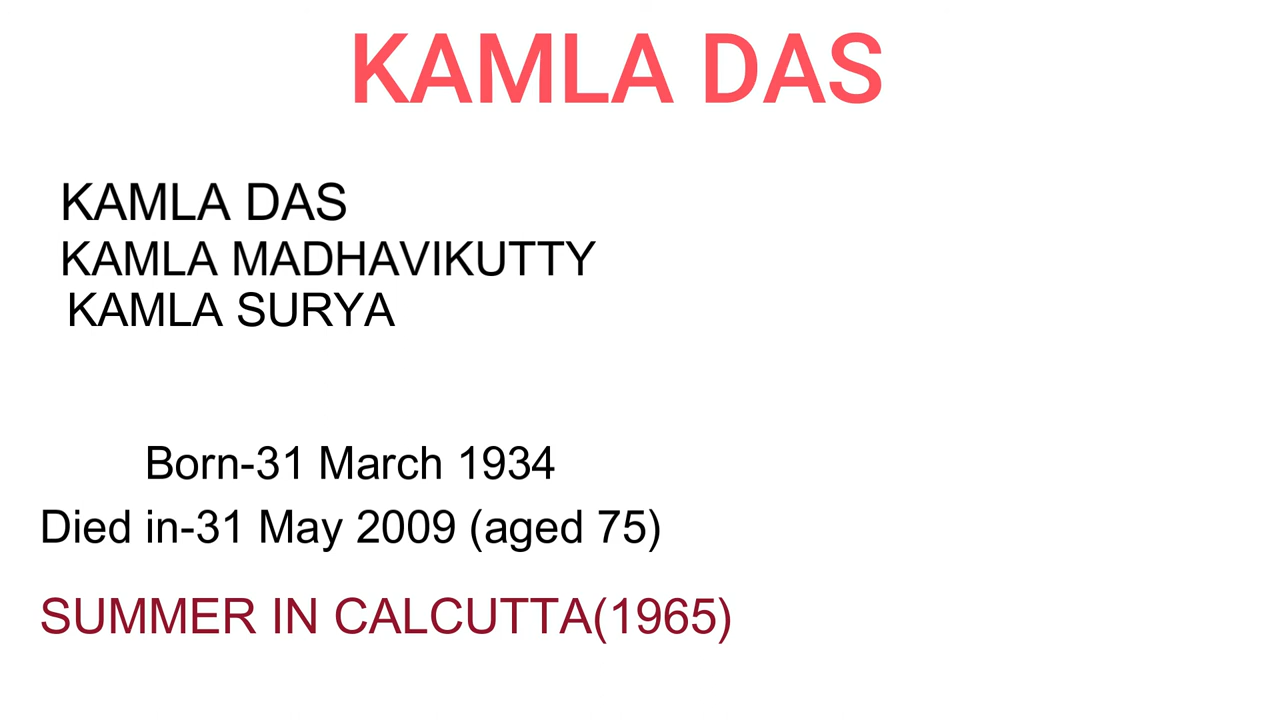 KAMLA DAS
KAMLA DAS
KAMLA MADHAVIKUTTY
KAMLA SURYA
Born-31 March 1934
Died in-31 May 2009 (aged 75)
SUMMER IN CALCUTTA(1965)